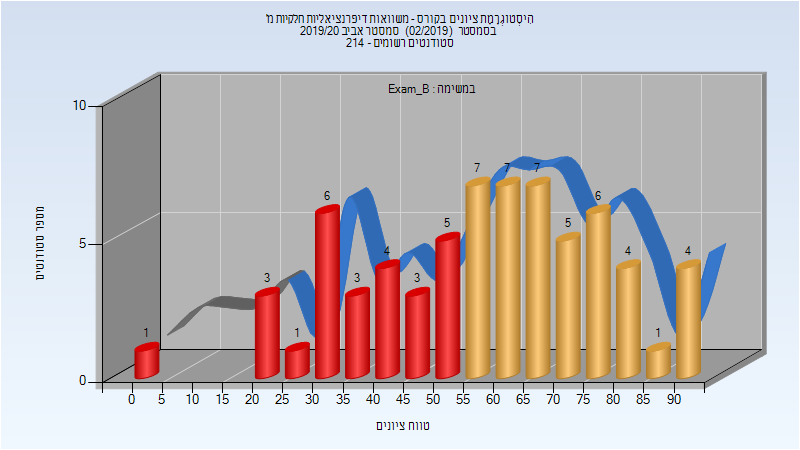 הִיסְטוֹגְרָמַת ציונים בקורס - משוואות דיפרנציאליות חלקיות מ'
בסמסטר (02/2019) סמסטר אביב 2019/20
סטודנטים רשומים - 214
במשימה : Exam_B
מספר סטודנטים
10
5
0
1 3 1 6 3 4 3 5 7 7 7 5 6 4 1 4
0 5 10 15 20 25 30 35 40 45 50 55 60 65 70 75 80 85 90
טווח ציונים